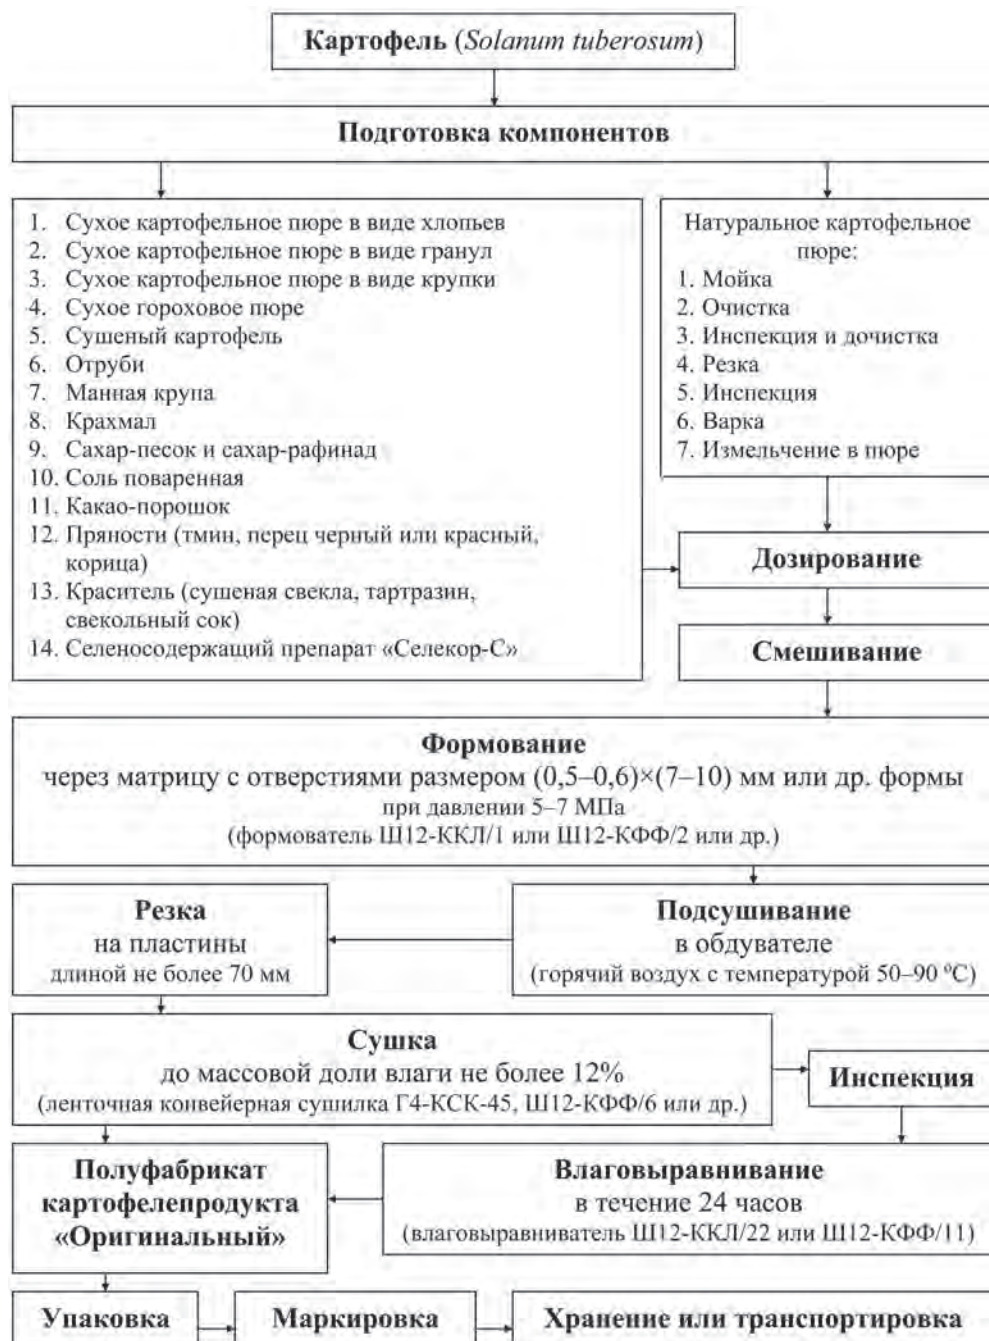 Картофель (Solanum tuberosum)
Подготовка компонентов
1. Сухое картофельное пюре в виде хлопьев
2. Сухое картофельное пюре в виде гранул
3. Сухое картофельное пюре в виде крупки
4. Сухое гороховое пюре
5. Сушеный картофель
6. Отруби
7. Манная крупа
8. Крахмал
9. Сахар-песок и сахар-рафинад
10. Соль поваренная
11. Какао-порошок
12. Пряности (тмин, перец черный или красный,
корица)
13. Краситель (сушеная свекла, тартразин,
свекольный сок)
14. Селеносодержащий препарат «Селекор-С»
Натуральное картофельное
пюре:
1. Мойка
2. Очистка
3. Инспекция и дочистка
4. Резка
5. Инспекция
6. Варка
7. Измельчение в пюре
Дозирование
Смешивание
Формование
через матрицу с отверстиями размером (0,5–0,6)×(7–10) мм или др. формы
при давлении 5–7 МПа
(формователь Ш12-ККЛ/1 или Ш12-КФФ/2 или др.)
Подсушивание
в обдувателе
(горячий воздух с температурой 50–90 ⁰С)
Резка
на пластины
длиной не более 70 мм
Сушка
до массовой доли влаги не более 12%
(ленточная конвейерная сушилка Г4-КСК-45, Ш12-КФФ/6 или др.)
Инспекция
Влаговыравнивание
в течение 24 часов
(влаговыравниватель Ш12-ККЛ/22 или Ш12-КФФ/11)
Полуфабрикат
картофелепродукта
«Оригинальный»
Упаковка
Маркировка
Хранение или транспортировка